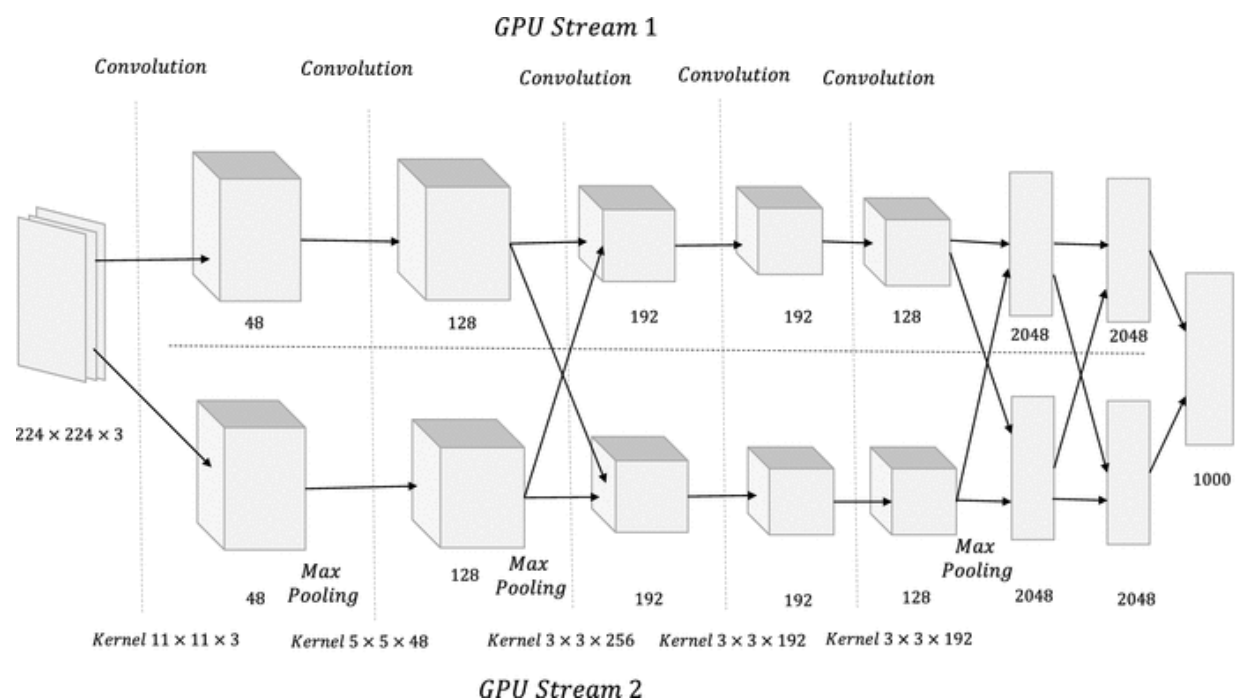 GPU Stream 1
Convolution
Convolution
Convolution
Convolution
Convolution
48
128
192
192
128
2048
2048
224 × 224 × 3
1000
48
Max
Pooling
128
Max
Pooling
192
192
128
Max
Pooling
2048
2048
Kernel 11 × 11 × 3
Kernel 5 × 5 × 48
Kernel 3 × 3 × 256
Kernel 3 × 3 × 192
Kernel 3 × 3 × 192
GPU Stream 2